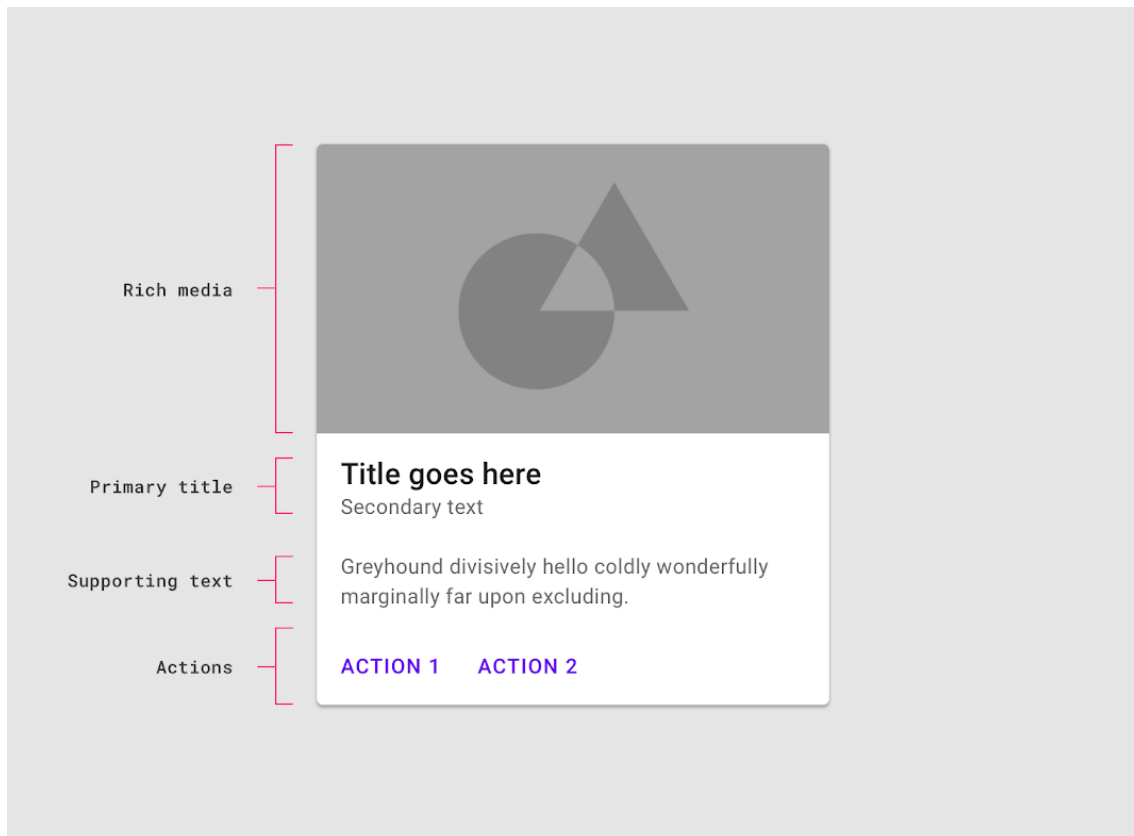 Rich media
Primary title
Title goes here
Secondary text
Supporting text
Greyhound divisively hello coldly wonderfully
marginally far upon excluding.
Actions
ACTION 1 ACTION 2